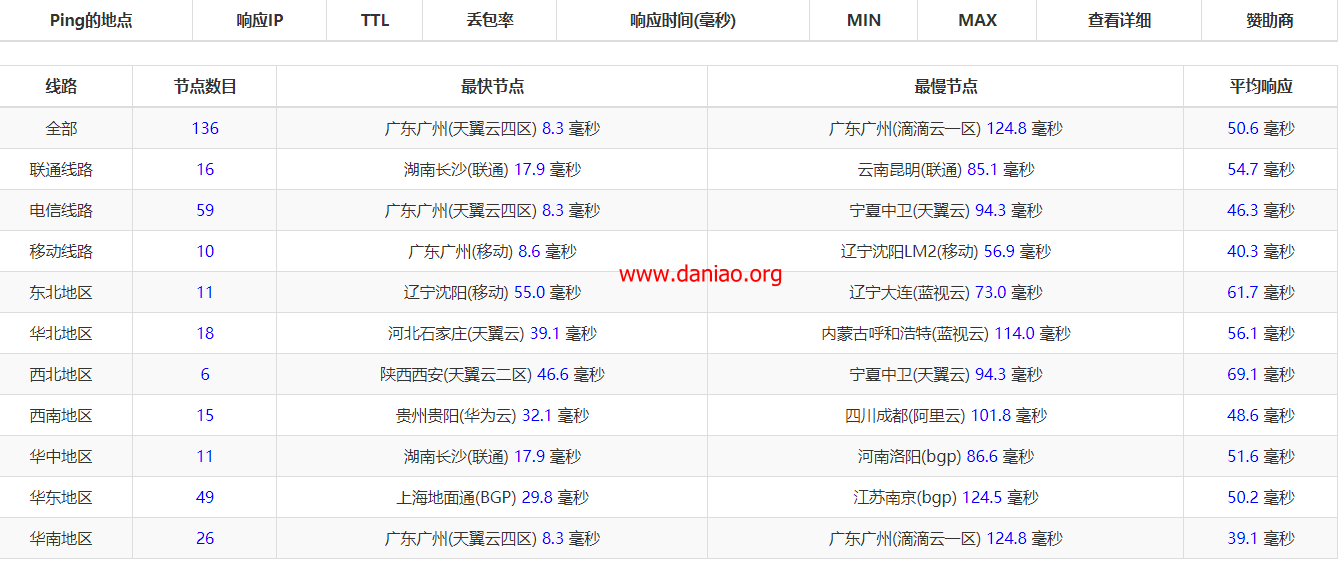 Ping的地点 响应IP TTL 丢包率 响应时间(毫秒) MIN MAX 查看详细 赞助商
线路 节点数目 最快节点 最慢节点 平均响应
全部 136 广东广州(天翼云四区) 8.3 毫秒 广东广州(滴滴云一区) 124.8 毫秒 50.6 毫秒
联通线路 16 湖南长沙(联通) 17.9 毫秒 云南昆明(联通) 85.1 毫秒 54.7 毫秒
电信线路 59 广东广州(天翼云四区) 8.3 毫秒 宁夏中卫(天翼云) 94.3 毫秒 46.3 毫秒
移动线路 10 广东广州(移动) 8.6 毫秒 辽宁沈阳LM2(移动) 56.9 毫秒 40.3 毫秒
www.daniao.org
东北地区 11 辽宁沈阳(移动) 55.0 毫秒 辽宁大连(蓝视云) 73.0 毫秒 61.7 毫秒
华北地区 18 河北石家庄(天翼云) 39.1 毫秒 内蒙古呼和浩特(蓝视云) 114.0 毫秒 56.1 毫秒
西北地区 6 陕西西安(天翼云二区) 46.6 毫秒 宁夏中卫(天翼云) 94.3 毫秒 69.1 毫秒
西南地区 15 贵州贵阳(华为云) 32.1 毫秒 四川成都(阿里云) 101.8 毫秒 48.6 毫秒
华中地区 11 湖南长沙(联通) 17.9 毫秒 河南洛阳(bgp) 86.6 毫秒 51.6 毫秒
华东地区 49 上海地面通(BGP) 29.8 毫秒 江苏南京(bgp) 124.5 毫秒 50.2 毫秒
华南地区 26 广东广州(天翼云四区) 8.3 毫秒 广东广州(滴滴云一区) 124.8 毫秒 39.1 毫秒